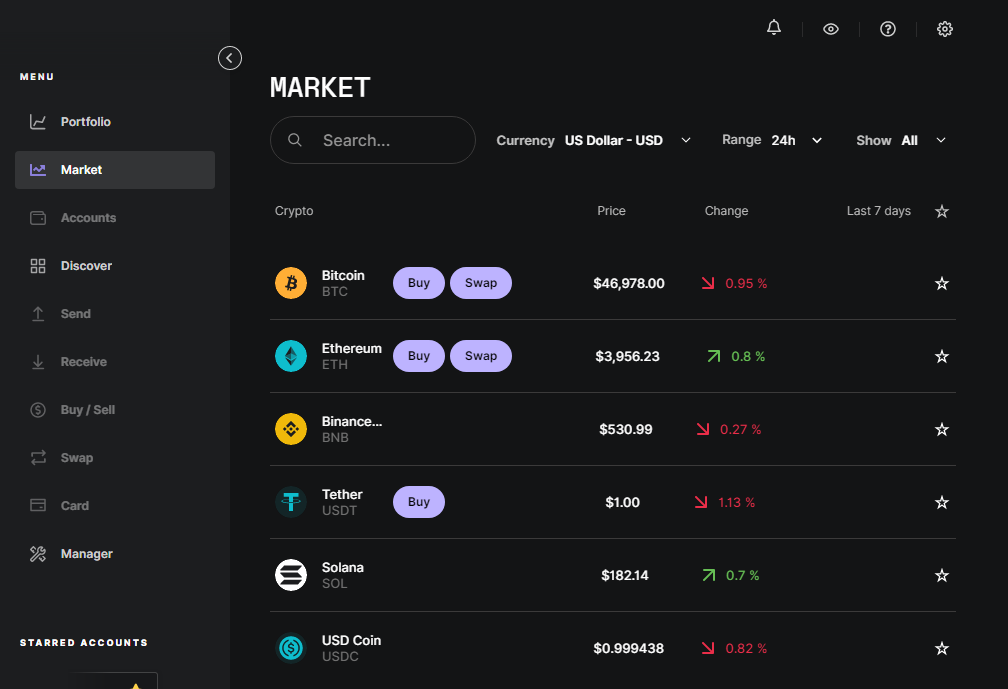 MENU
Portfolio
Market
Accounts
Discover
Send
Receive
Buy / Sell
Swap
Card
Manager
STARRED ACCOUNTS
MARKET
Search...
Currency US Dollar - USD
Range 24h
Show All
Crypto Price Change Last 7 days
Bitcoin
BTC
Buy Swap $46,978.00 0.95 %
Ethereum
ETH
Buy Swap $3,956.23 0.8 %
Binance...
BNB
$530.99 0.27 %
Tether
USDT
Buy $1.00 1.13 %
Solana
SOL
$182.14 0.7 %
USD Coin
USDC
$0.999438 0.82 %